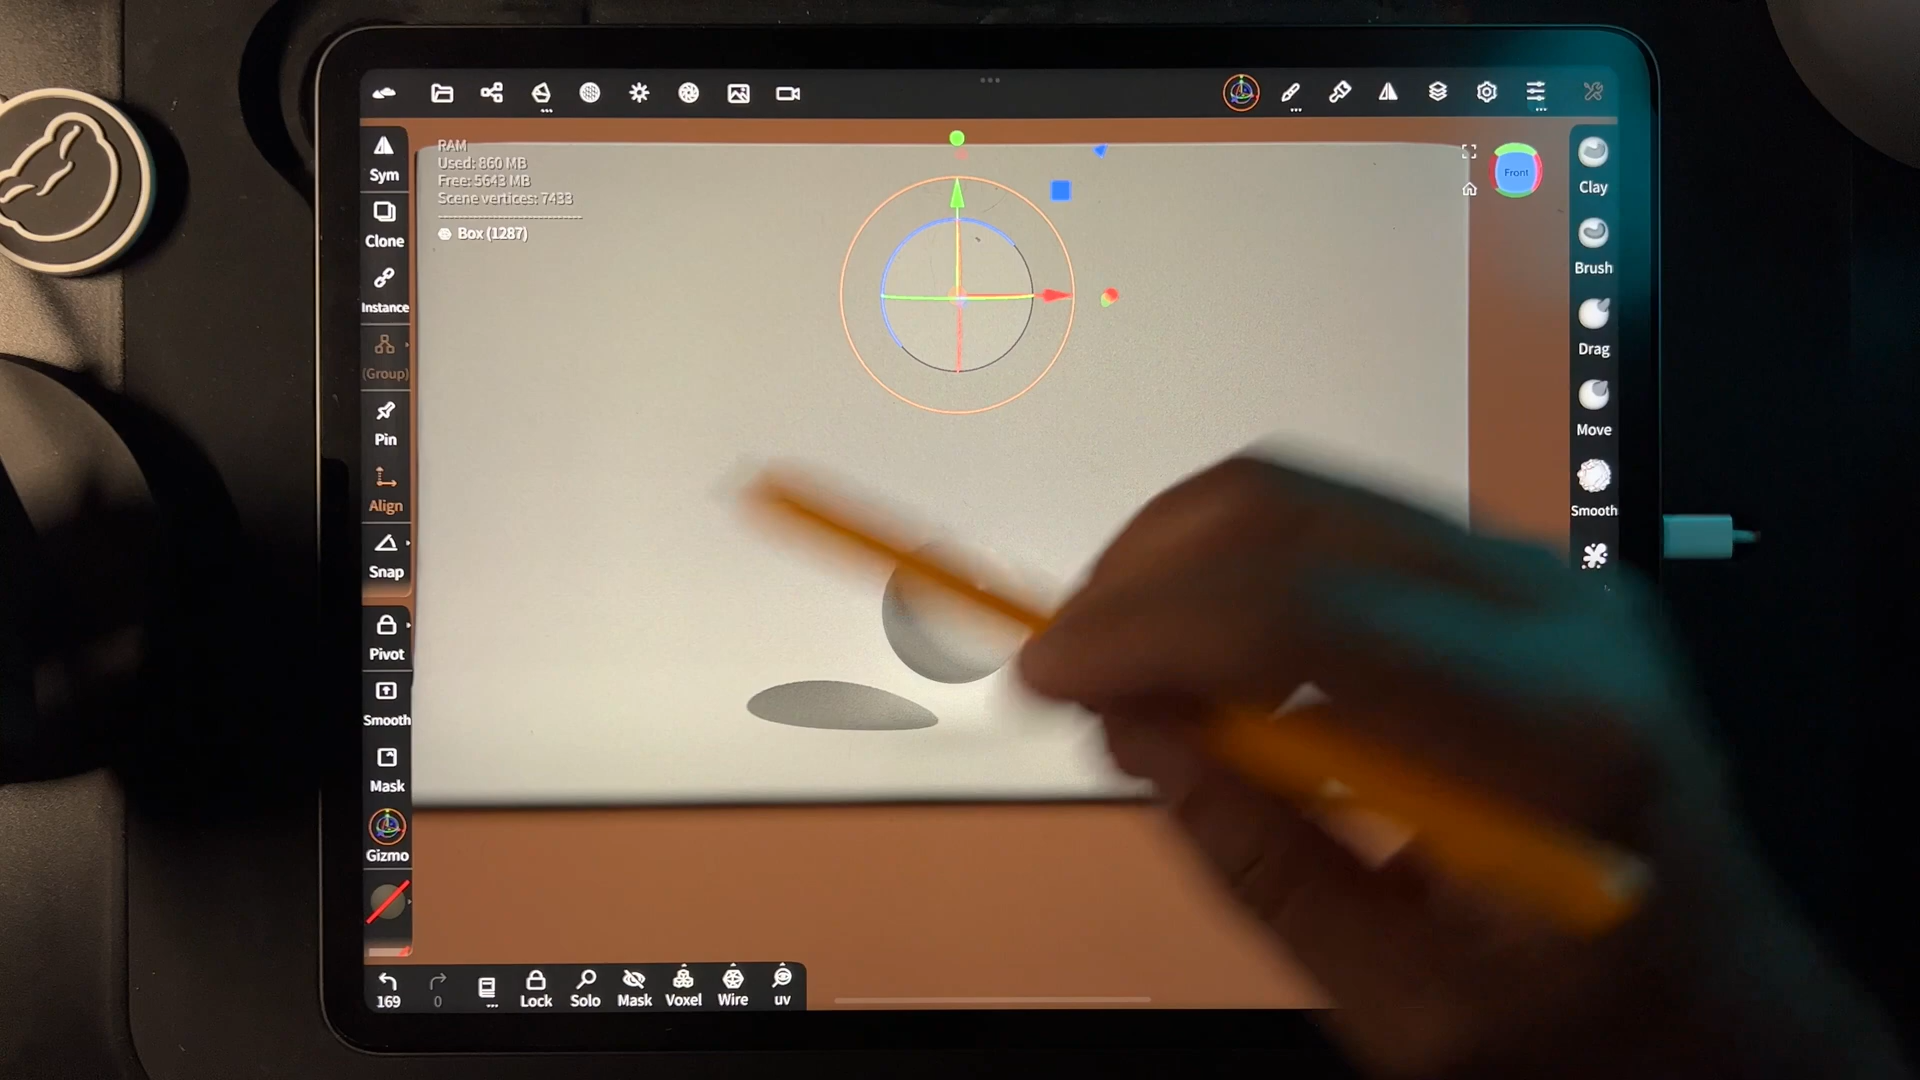 RAM
Used: 860 MB
Free: 5643 MB
Scene vertices: 7433
Box (1287)
Front
Sym
Clone
Instance
(Group)
Pin
Align
Snap
Pivot
Smooth
Mask
Gizmo
Clay
Brush
Drag
Move
Smooth
169
0
Lock
Solo
Mask
Voxel
Wire
uv